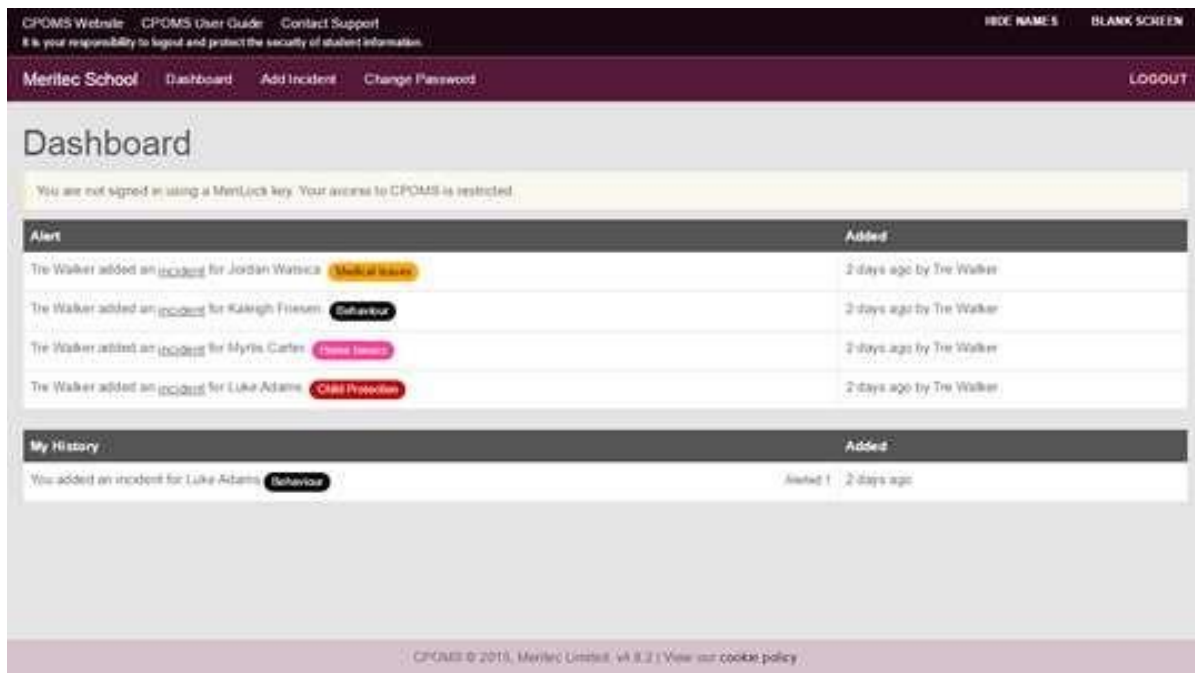 CPOMS Website CPOMS User Guide Contact Support HIDE NAMES BLANK SCREEN
It is your responsibility to logout and protect the security of student information.
Meritec School Dashboard Add Incident Change Password LOGOUT
Dashboard
You are not signed in using a MeriLock key. Your access to CPOMS is restricted.
Alert Added
Tre Walker added an incident for Jordan Watsica Medical Issues 2 days ago by Tre Walker
Tre Walker added an incident for Kaleigh Friesen Behaviour 2 days ago by Tre Walker
Tre Walker added an incident for Myrtis Carter Home Issues 2 days ago by Tre Walker
Tre Walker added an incident for Luke Adams Child Protection 2 days ago by Tre Walker
My History Added
You added an incident for Luke Adams Behaviour Alerted 1 2 days ago
CPOMS © 2015, Meritec Limited. | View our cookie policy